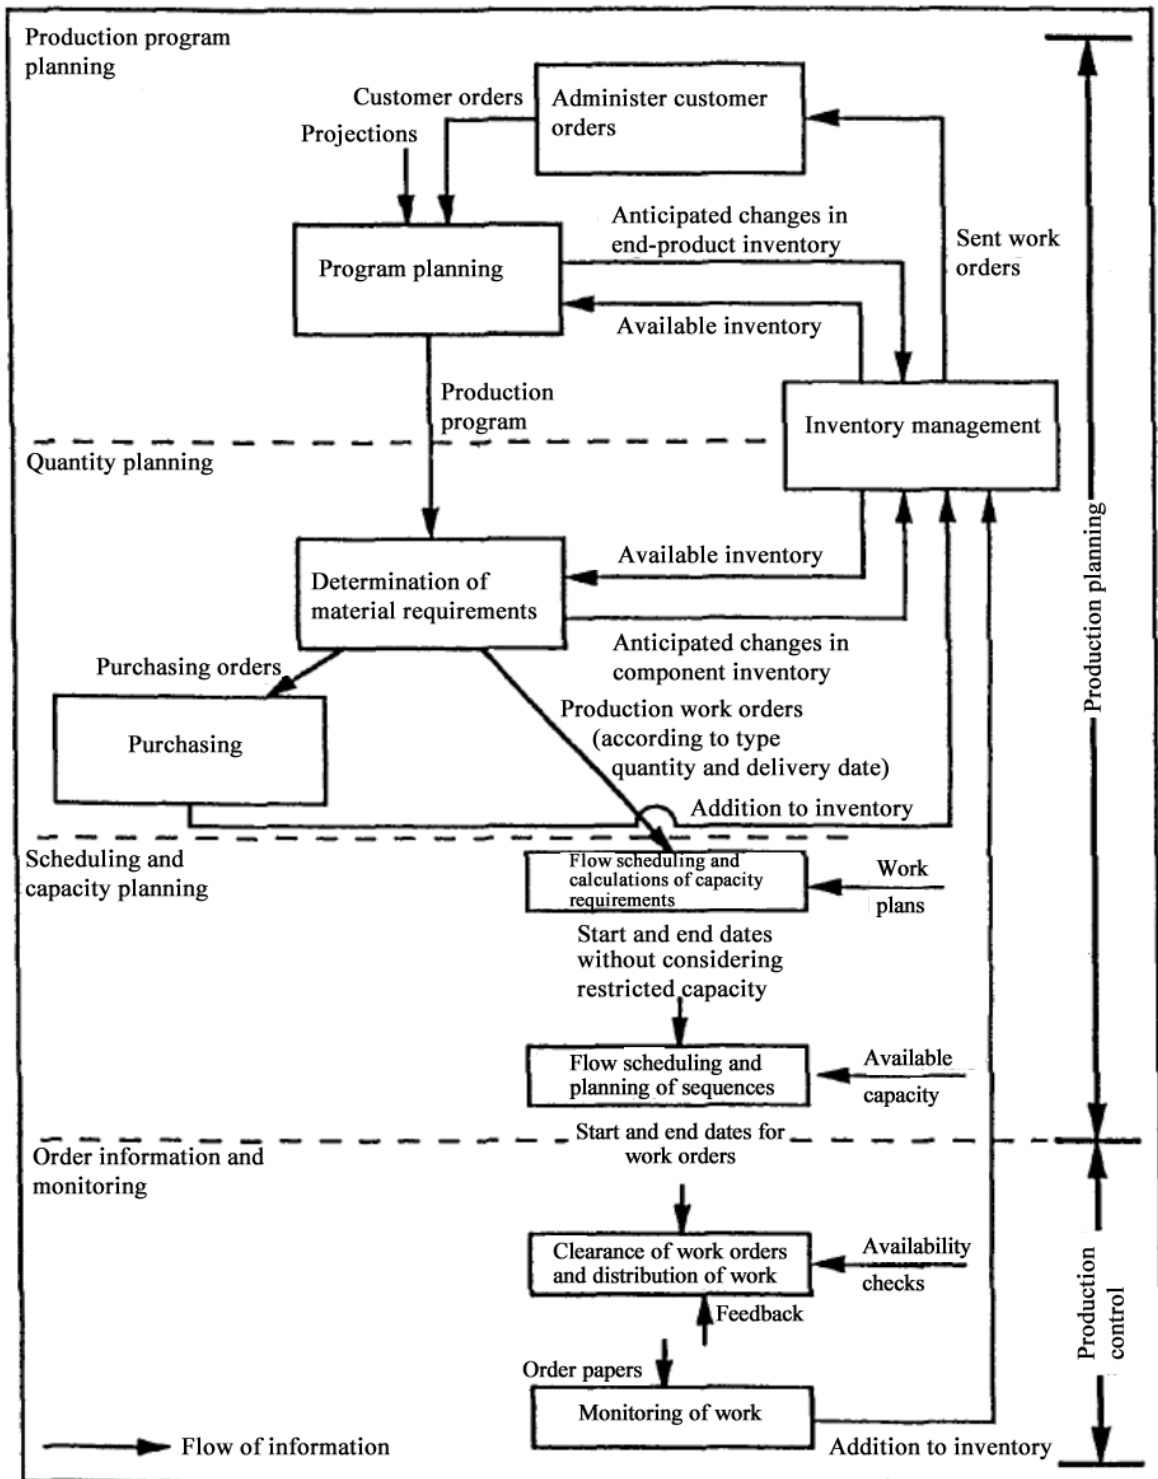 Production program
planning
Customer orders
Administer customer
orders
Projections
Anticipated changes in
end-product inventory
Sent work
orders
Program planning
Available inventory
Production
program
Inventory management
Quantity planning
Production planning
Available inventory
Determination of
material requirements
Anticipated changes in
component inventory
Purchasing orders
Production work orders
(according to type
quantity and delivery date)
Purchasing
Addition to inventory
Scheduling and
capacity planning
Flow scheduling and
calculations of capacity
requirements
Work
plans
Start and end dates
without considering
restricted capacity
Flow scheduling and
planning of sequences
Available
capacity
Start and end dates for
work orders
Order information and
monitoring
Clearance of work orders
and distribution of work
Availability
checks
Production
control
Feedback
Order papers
Monitoring of work
Flow of information
Addition to inventory